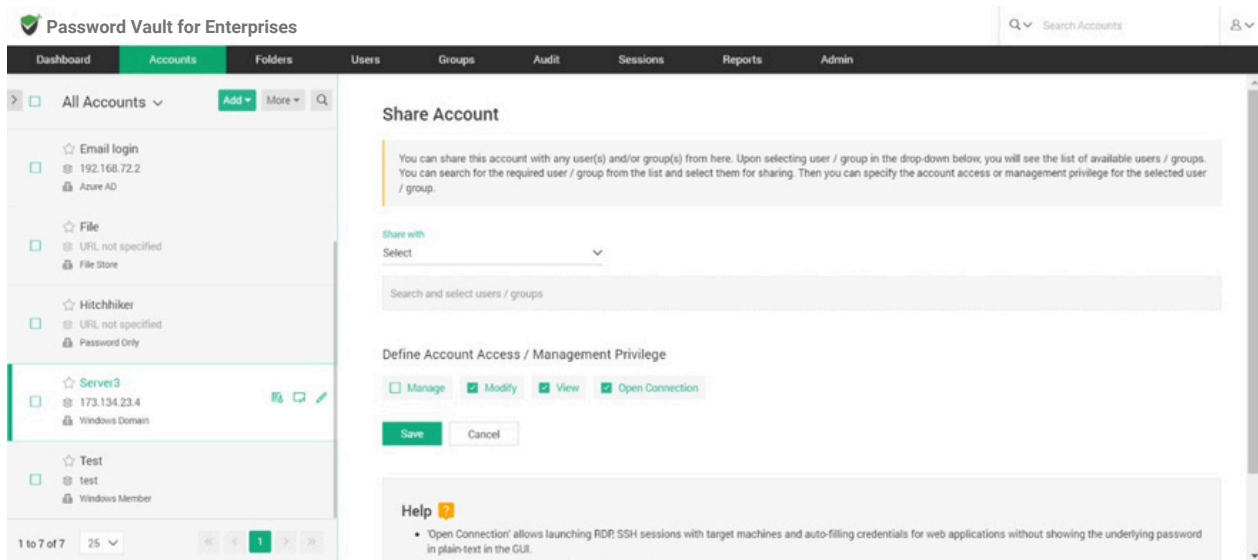 Password Vault for Enterprises
Search Accounts
Dashboard Accounts Folders Users Groups Audit Sessions Reports Admin
All Accounts
Add
More
Email login
192.168.72.2
Azure AD
File
URL not specified
File Store
Hitchhiker
URL not specified
Password Only
Server3
173.134.23.4
Windows Domain
Test
test
Windows Member
1 to 7 of 7
25
1
Share Account
You can share this account with any user(s) and/or group(s) from here. Upon selecting user / group in the drop-down below, you will see the list of available users / groups.
You can search for the required user / group from the list and select them for sharing. Then you can specify the account access or management privilege for the selected user
/ group.
Share with
Select
Search and select users / groups
Define Account Access / Management Privilege
Manage Modify View Open Connection
Save Cancel
Help ?
• 'Open Connection' allows launching RDP, SSH sessions with target machines and auto-filling credentials for web applications without showing the underlying password
in plain-text in the GUI.